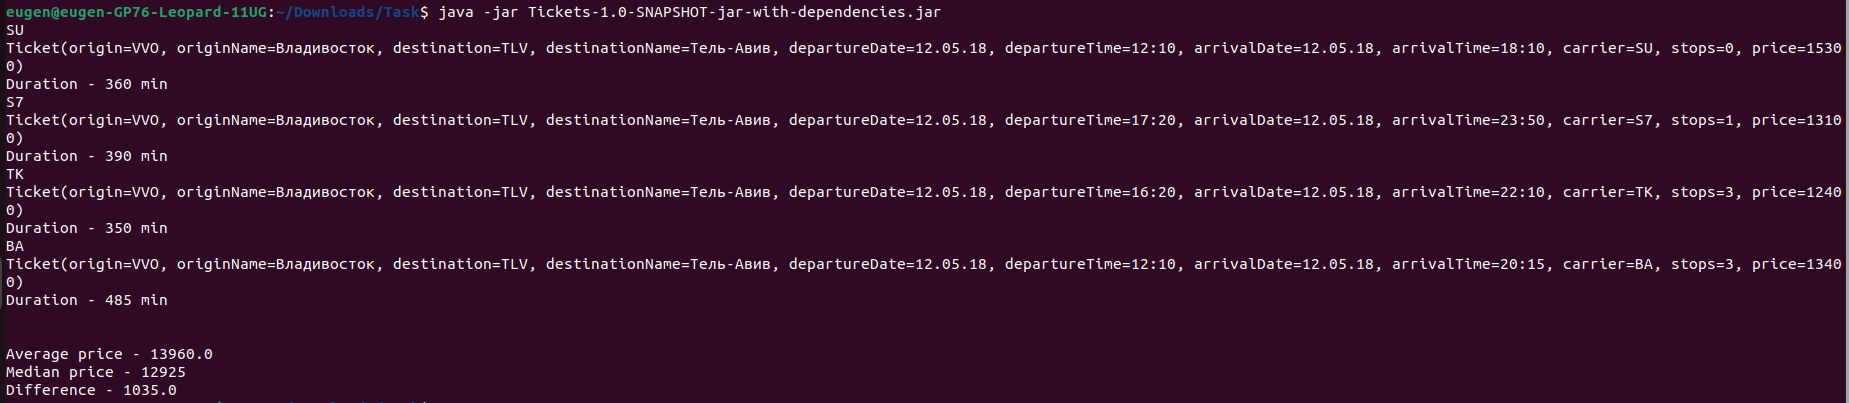 eugen@eugen-GP76-Leopard-11UG:~/Downloads/Task$ java -jar Tickets-1.0-SNAPSHOT-jar-with-dependencies.jar
SU
Ticket(origin=VVO, originName=Владивосток, destination=TLV, destinationName=Тель-Авив, departureDate=12.05.18, departureTime=12:10, arrivalDate=12.05.18, arrivalTime=18:10, carrier=SU, stops=0, price=1530
0)
Duration - 360 min
S7
Ticket(origin=VVO, originName=Владивосток, destination=TLV, destinationName=Тель-Авив, departureDate=12.05.18, departureTime=17:20, arrivalDate=12.05.18, arrivalTime=23:50, carrier=S7, stops=1, price=1310
0)
Duration - 390 min
TK
Ticket(origin=VVO, originName=Владивосток, destination=TLV, destinationName=Тель-Авив, departureDate=12.05.18, departureTime=16:20, arrivalDate=12.05.18, arrivalTime=22:10, carrier=TK, stops=3, price=1240
0)
Duration - 350 min
BA
Ticket(origin=VVO, originName=Владивосток, destination=TLV, destinationName=Тель-Авив, departureDate=12.05.18, departureTime=12:10, arrivalDate=12.05.18, arrivalTime=20:15, carrier=BA, stops=3, price=1340
0)
Duration - 485 min
Average price - 13960.0
Median price - 12925
Difference - 1035.0